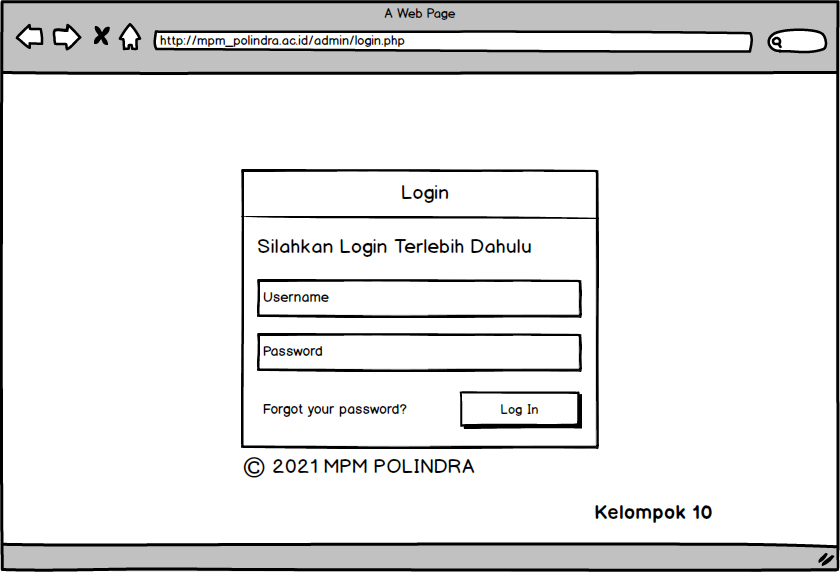 A Web Page
http://mpm_polindra.ac.id/admin/login.php
Login
Silahkan Login Terlebih Dahulu
Username
Password
Forgot your password?
Log In
© 2021 MPM POLINDRA
Kelompok 10